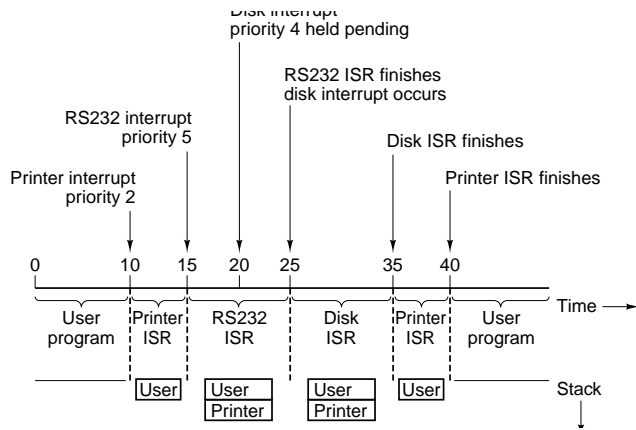 Disk interrupt
priority 4 held pending
RS232 ISR finishes
disk interrupt occurs
RS232 interrupt
priority 5
Disk ISR finishes
Printer interrupt
priority 2
Printer ISR finishes
0 10 15 20 25 35 40
User
program
Printer
ISR
RS232
ISR
Disk
ISR
Printer
ISR
User
program
Time
User
User
Printer
User
Printer
User
Stack